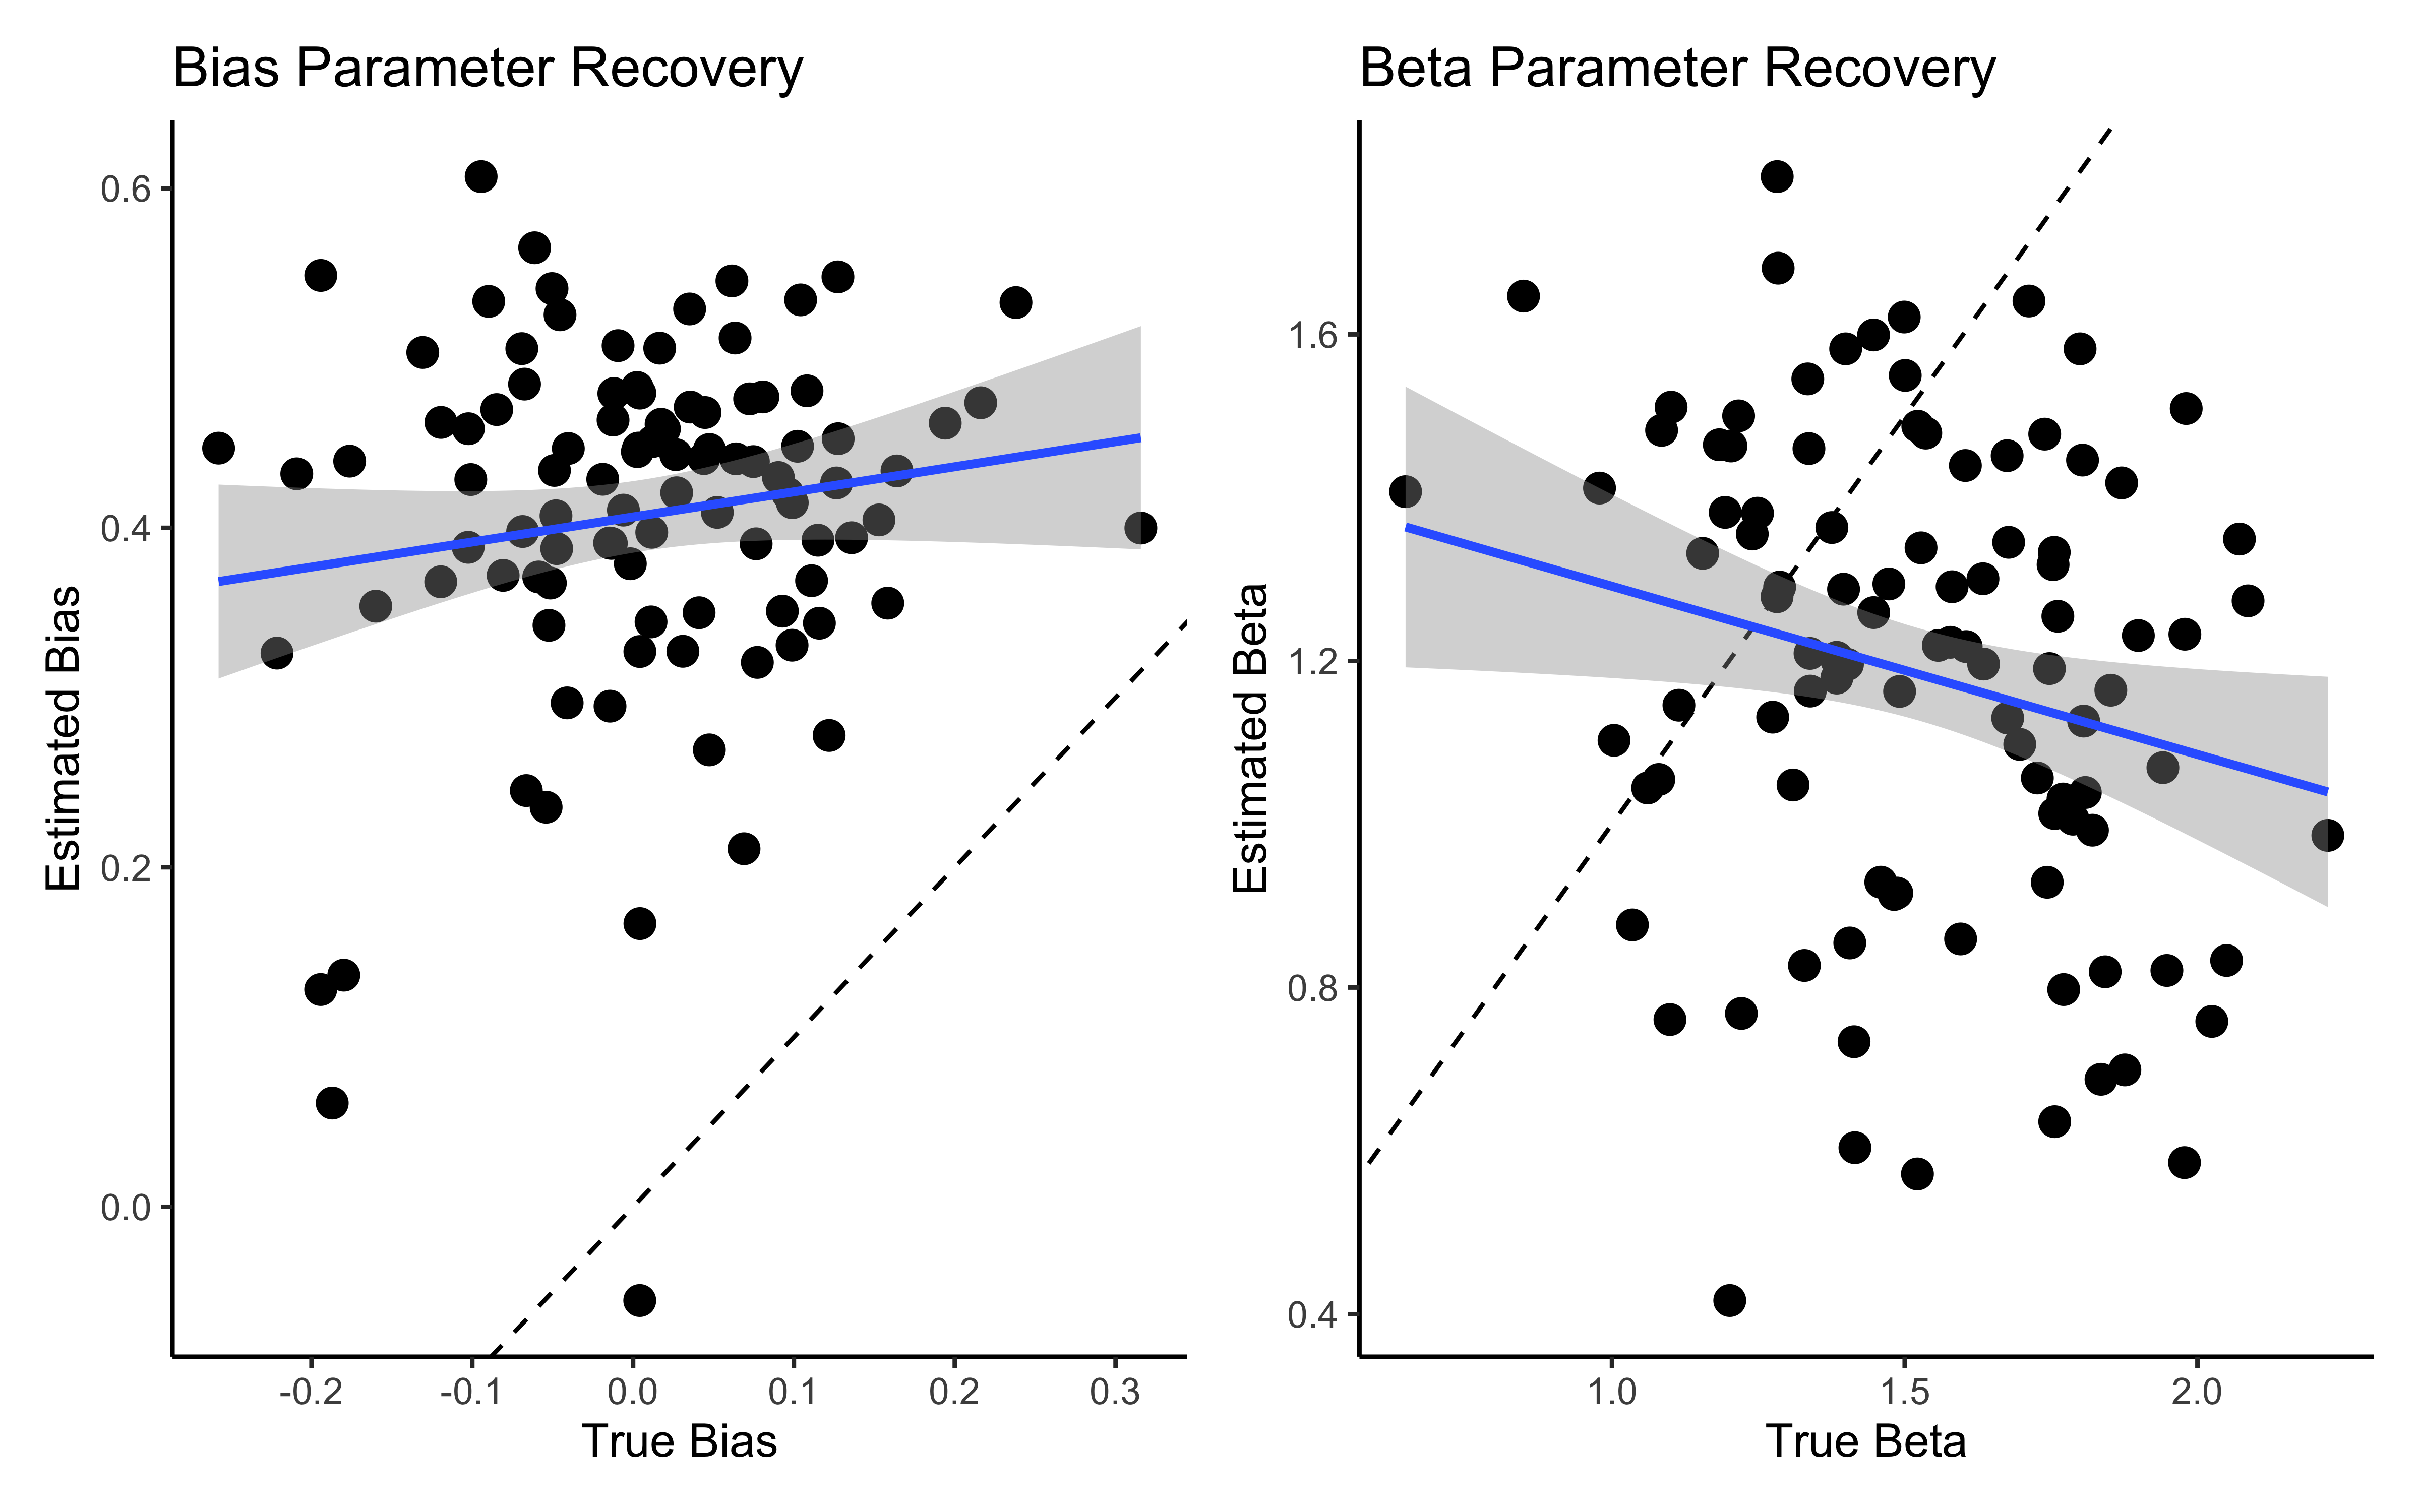 Bias Parameter Recovery
0.6
0.4
0.2
0.0
Estimated Bias
-0.2 -0.1 0.0 0.1 0.2 0.3
True Bias
Beta Parameter Recovery
1.6
1.2
0.8
0.4
Estimated Beta
1.0 1.5 2.0
True Beta